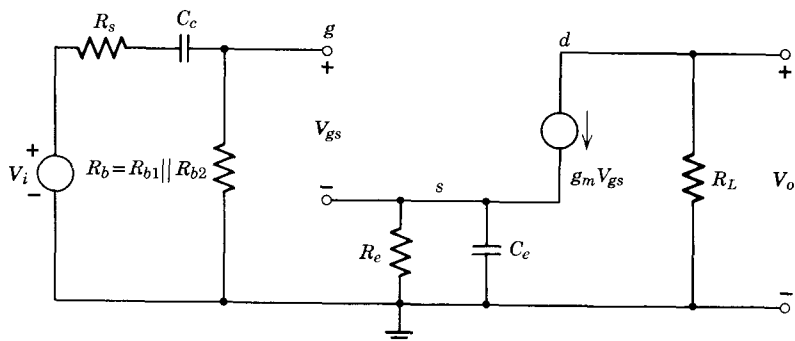 R_s
C_c
g
+
d
+
V_gs
+
V_i
-
R_b = R_b1 || R_b2
g_m V_gs
R_L
V_o
-
s
R_e
C_e
-